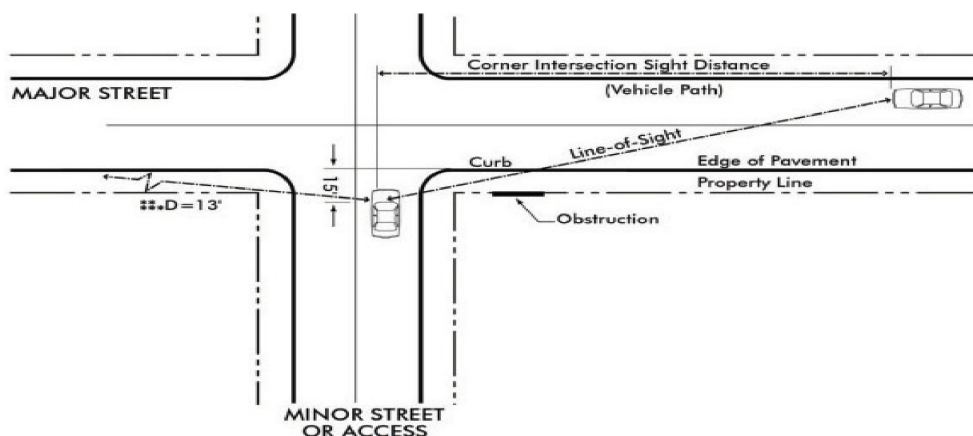 Corner Intersection Sight Distance
MAJOR STREET
(Vehicle Path)
Line-of-Sight
Curb
Edge of Pavement
15'
Property Line
D=13'
Obstruction
MINOR STREET
OR ACCESS